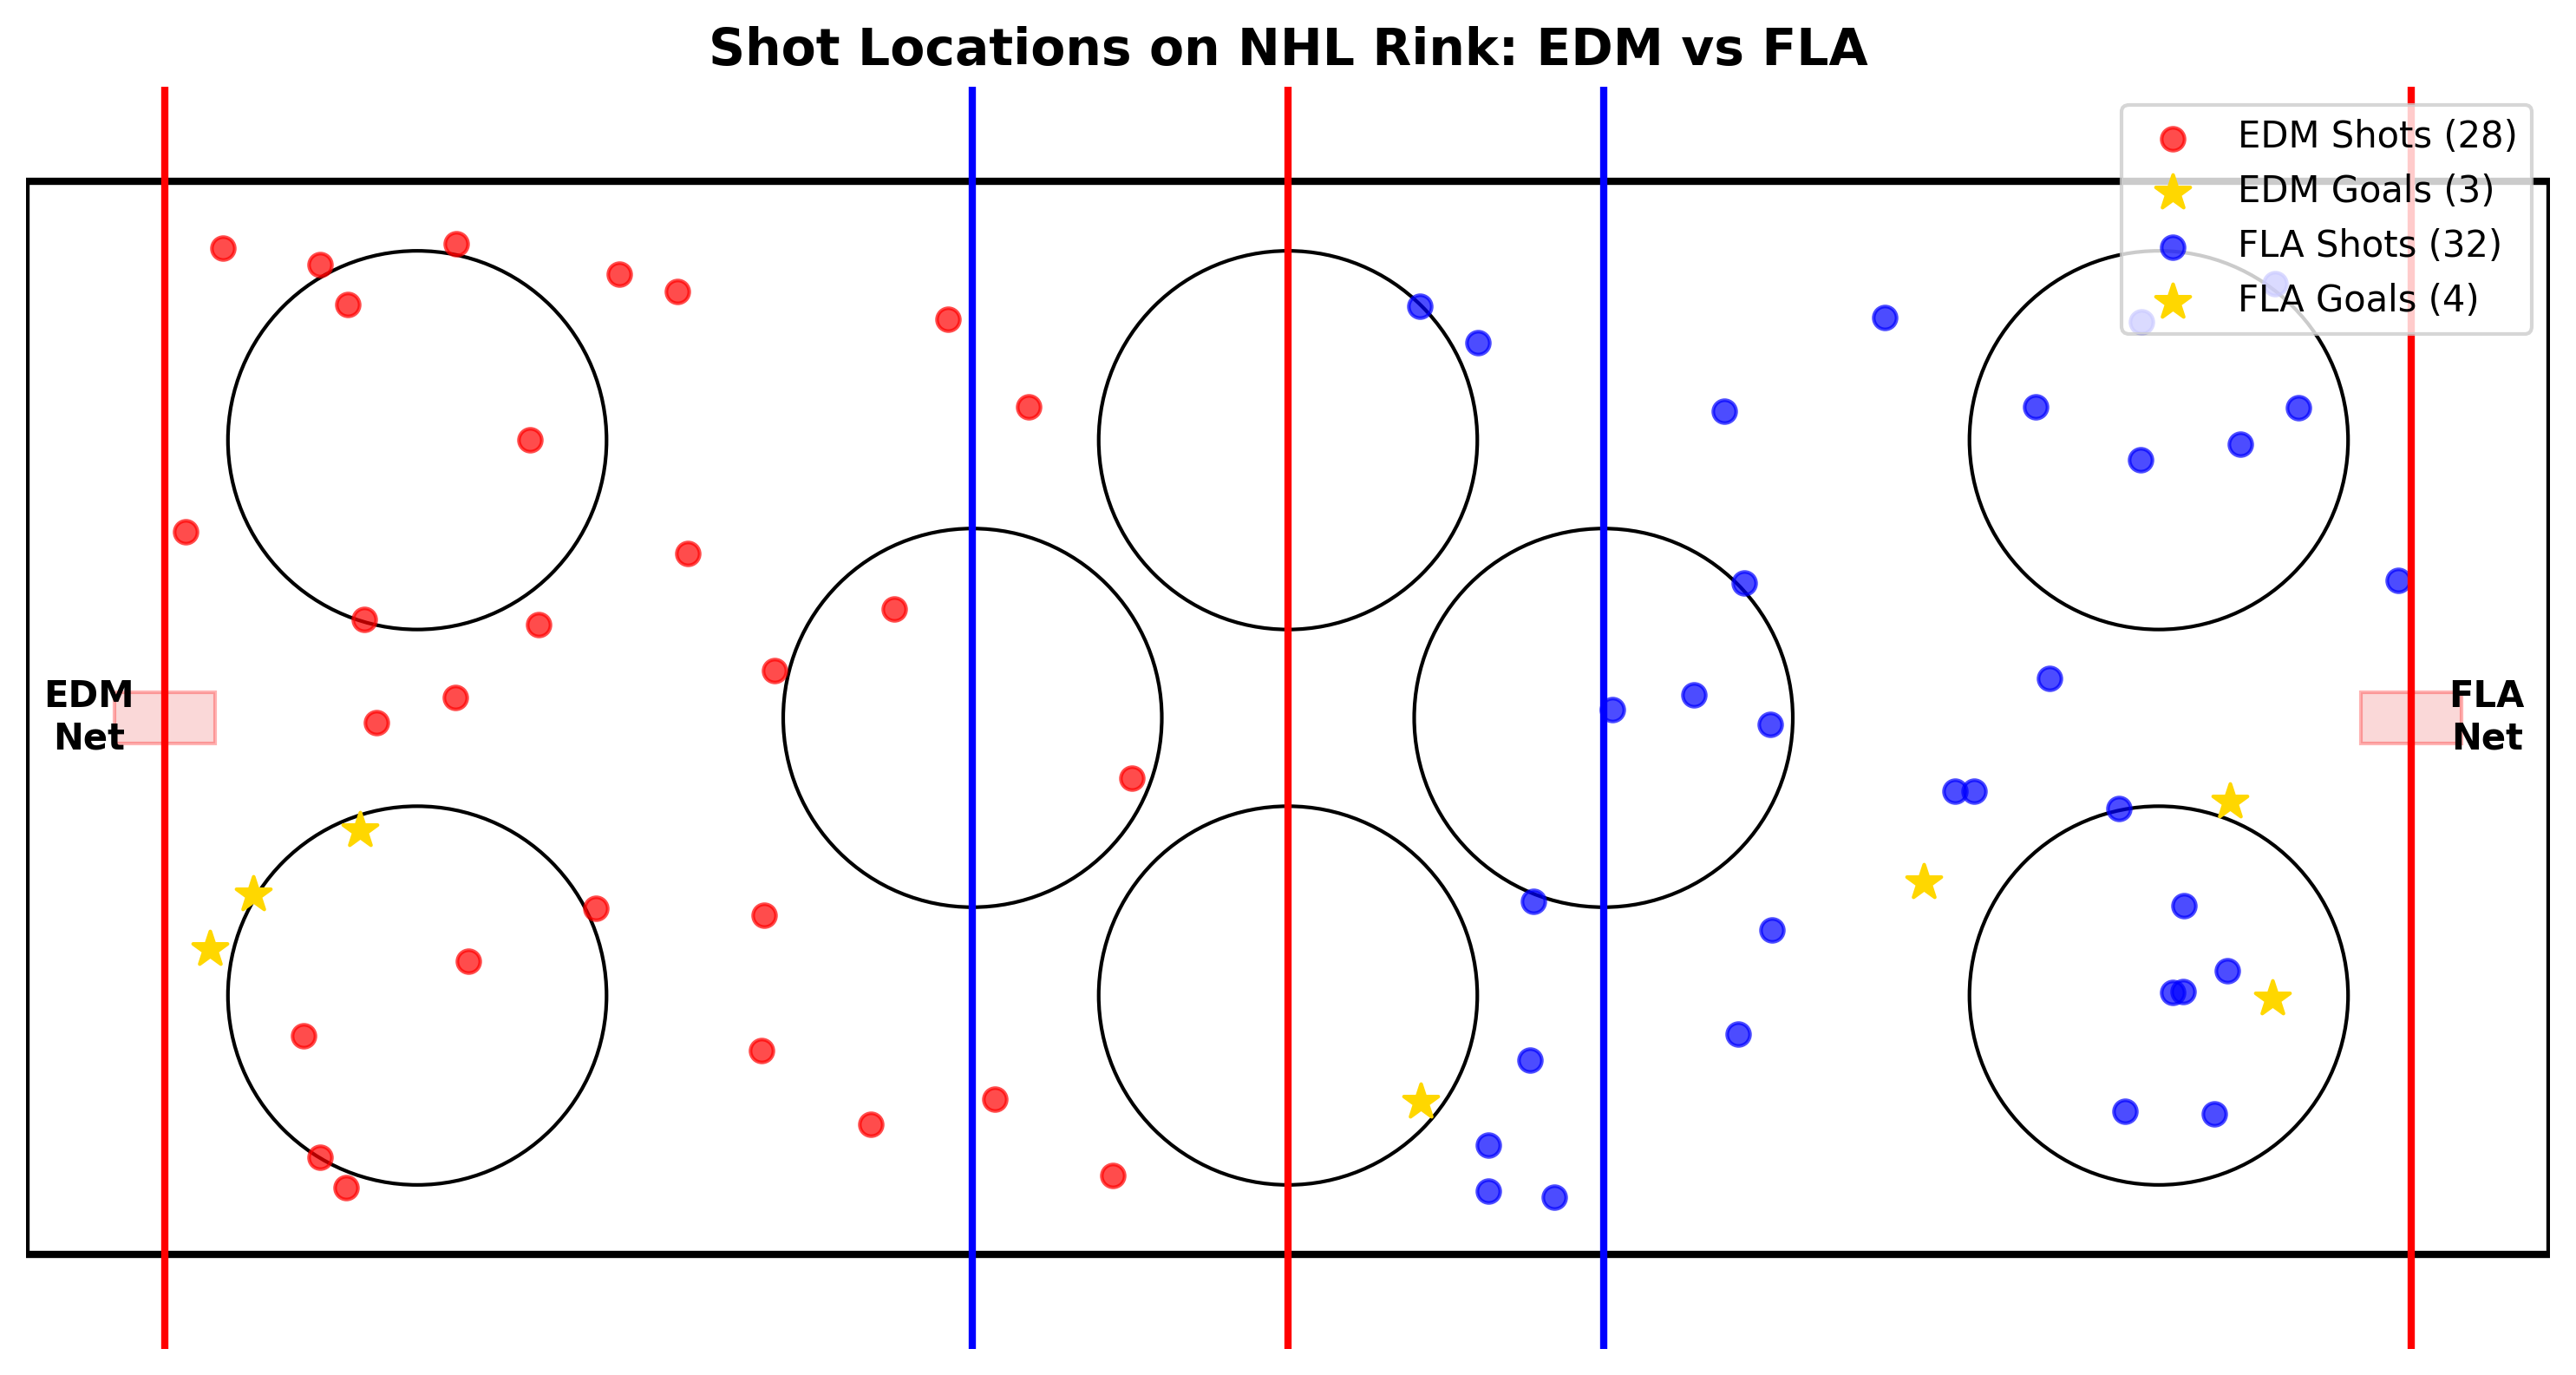 Shot Locations on NHL Rink: EDM vs FLA
EDM Shots (28)
EDM Goals (3)
FLA Shots (32)
FLA Goals (4)
EDM
Net
FLA
Net